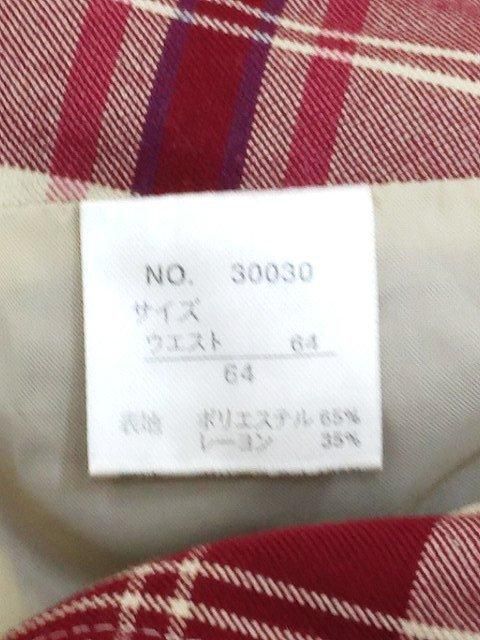 NO. 30030
サイズ
ウエスト 64
64
表地 ポリエステル 65%
レーヨン 35%